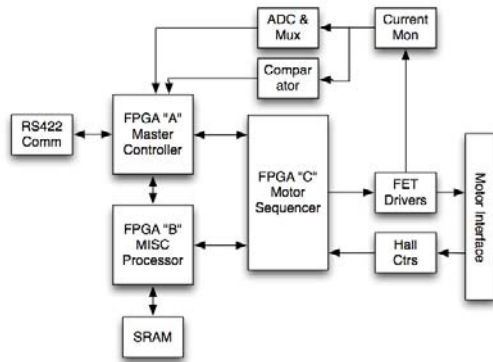 ADC &
Mux
Current
Mon
Compar
ator
RS422
Comm
FPGA "A"
Master
Controller
FPGA "C"
Motor
Sequencer
FET
Drivers
Motor Interface
FPGA "B"
MISC
Processor
Hall
Ctrs
SRAM